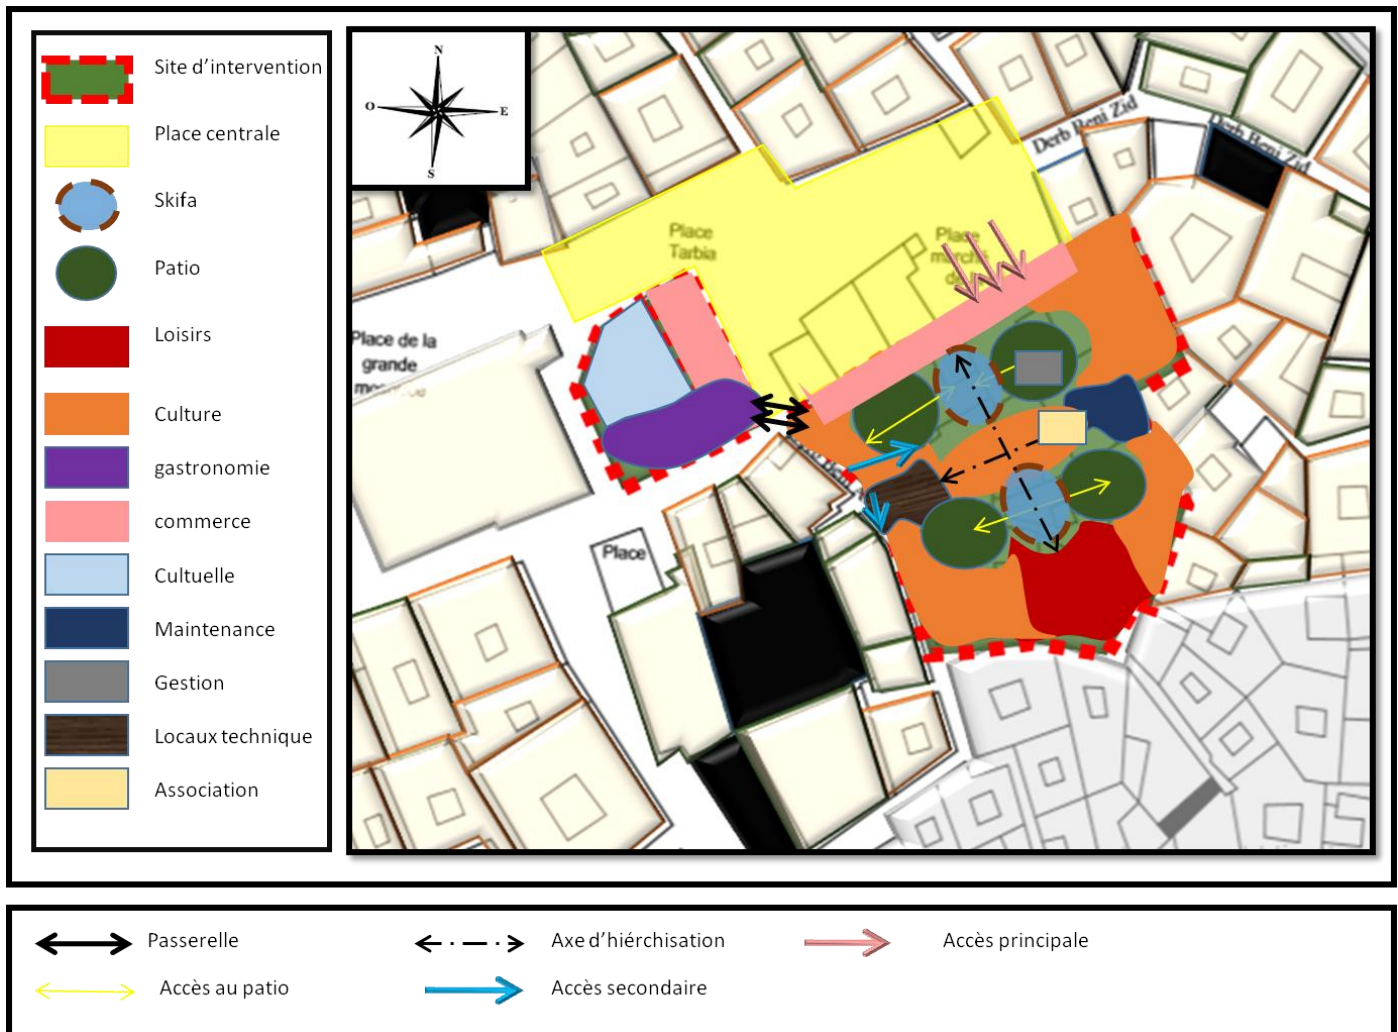 Site d'intervention
Place centrale
Skifa
Patio
Loisirs
Culture
gastronomie
commerce
Cultuelle
Maintenance
Gestion
Locaux technique
Association
N
O
E
S
Derb Beni Zid
Derb Beni Zid
Place
Tarbia
Place
marché
Place de la
grande
Place
Passerelle
Axe d'hiérchisation
Accès principale
Accès au patio
Accès secondaire